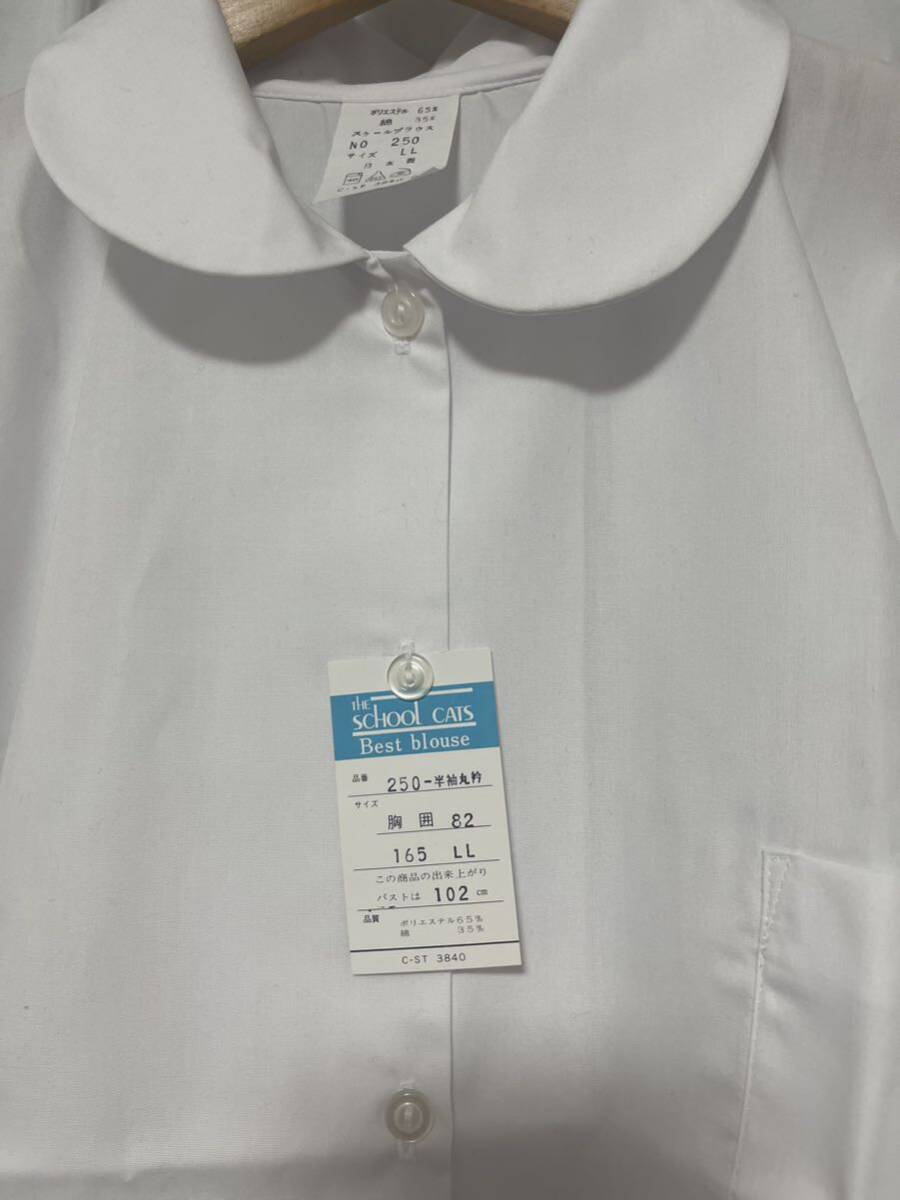 ポリエステル 65%
綿 35%
スクールブラウス
NO 250
サイズ LL
日本製
40
C-ST 3840
THE
SCHOOL CATS
Best blouse
品番 250-半袖丸衿
サイズ
胸囲 82
165 LL
この商品の出来上がり
バストは 102 cm
品質 ポリエステル65%
綿 35%
C-ST 3840